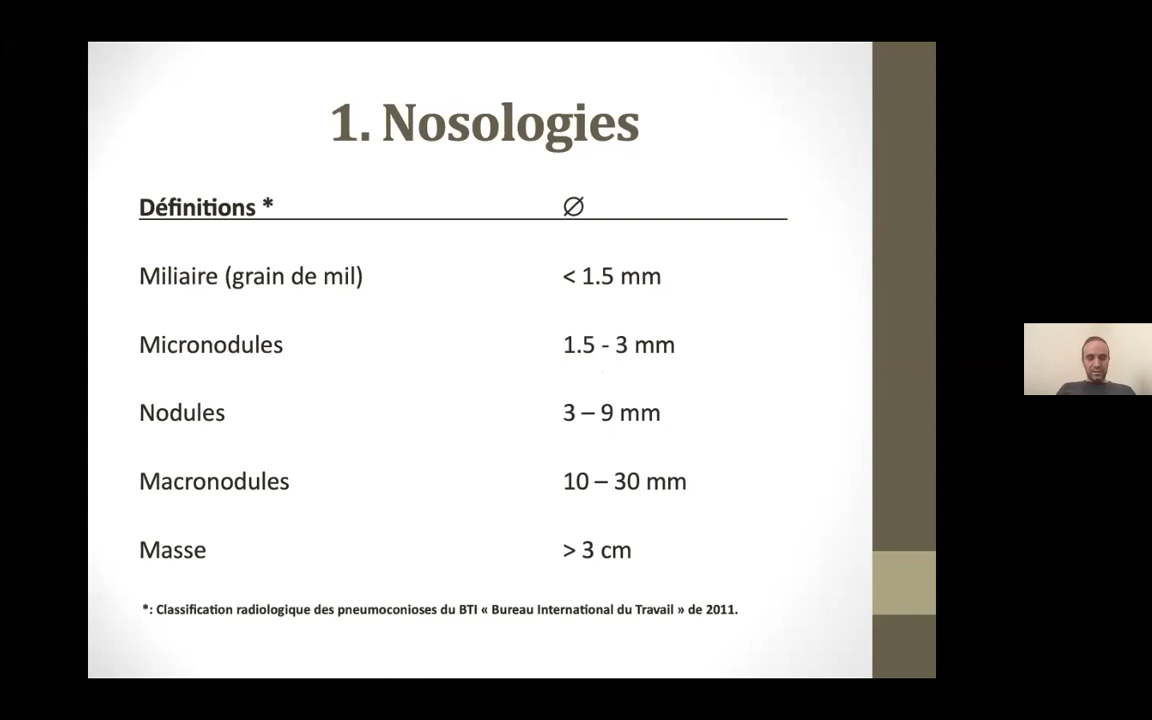 1. Nosologies
Définitions * ∅
Miliaire (grain de mil) < 1.5 mm
Micronodules 1.5 - 3 mm
Nodules 3 – 9 mm
Macronodules 10 – 30 mm
Masse > 3 cm
*: Classification radiologique des pneumoconioses du BTI « Bureau International du Travail » de 2011.